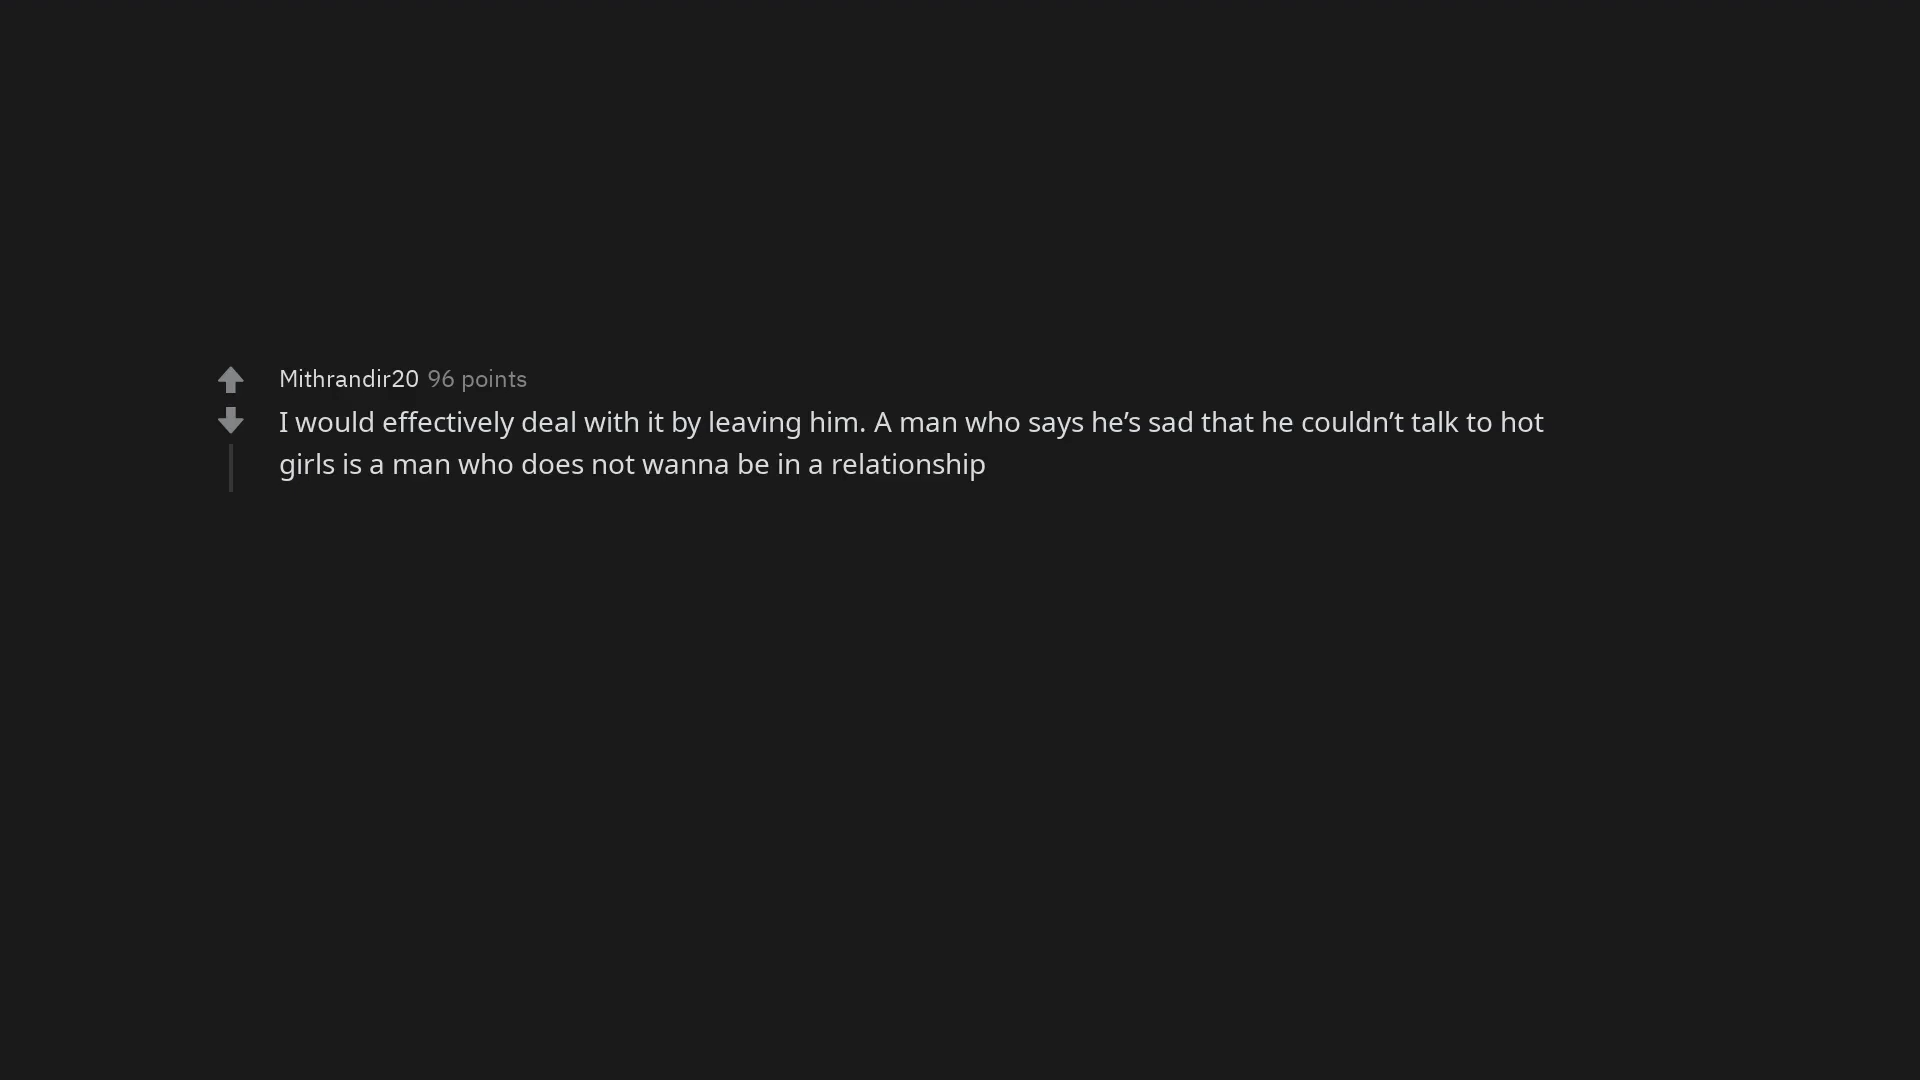 Mithrandir20 96 points
I would effectively deal with it by leaving him. A man who says he’s sad that he couldn’t talk to hot
girls is a man who does not wanna be in a relationship